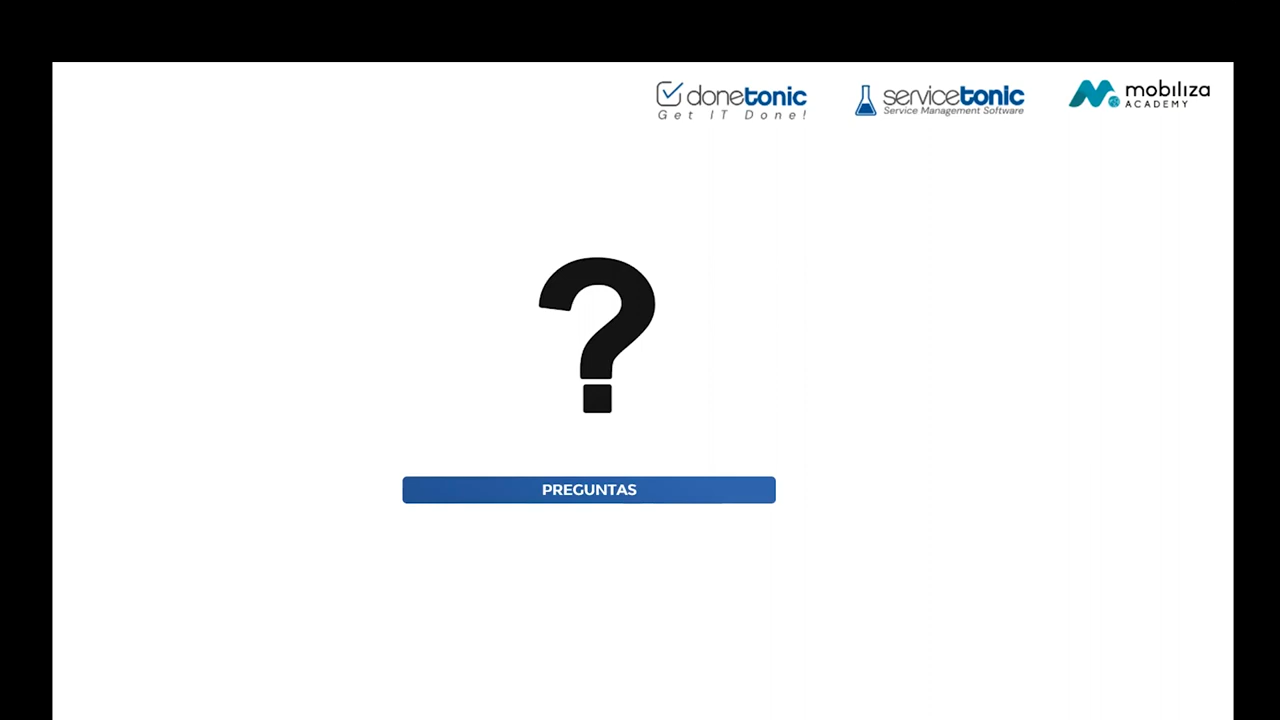 donetonic
Get IT Done!
servicetonic
Service Management Software
mobiliza
ACADEMY
?
PREGUNTAS